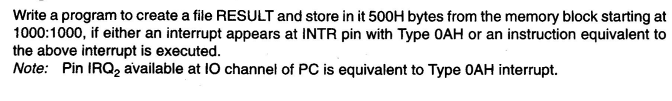 Write a program to create a file RESULT and store in it 500H bytes from the memory block starting at
1000:1000, if either an interrupt appears at INTR pin with Type 0AH or an instruction equivalent to
the above interrupt is executed.
Note: Pin IRQ₂ available at IO channel of PC is equivalent to Type 0AH interrupt.